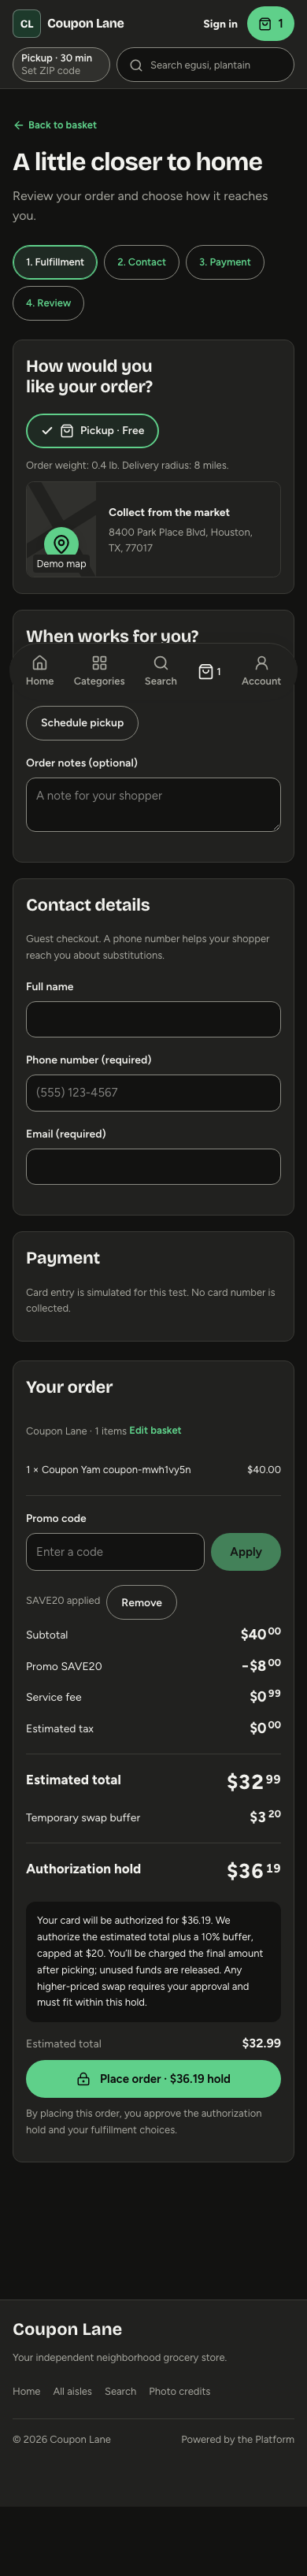 CL Coupon Lane Sign in 1
Pickup · 30 min
Set ZIP code
Search egusi, plantain
Back to basket
A little closer to home
Review your order and choose how it reaches
you.
1. Fulfillment 2. Contact 3. Payment
4. Review
How would you
like your order?
Pickup · Free
Order weight: 0.4 lb. Delivery radius: 8 miles.
Collect from the market
8400 Park Place Blvd, Houston,
TX, 77017
Demo map
When works for you?
Home Categories Search 1 Account
Schedule pickup
Order notes (optional)
A note for your shopper
Contact details
Guest checkout. A phone number helps your shopper
reach you about substitutions.
Full name
Phone number (required)
(555) 123-4567
Email (required)
Payment
Card entry is simulated for this test. No card number is
collected.
Your order
Coupon Lane · 1 items Edit basket
1 × Coupon Yam coupon-mwh1vy5n $40.00
Promo code
Enter a code Apply
SAVE20 applied Remove
Subtotal $40 00
Promo SAVE20 -$8 00
Service fee $0 99
Estimated tax $0 00
Estimated total $32 99
Temporary swap buffer $3 20
Authorization hold $36 19
Your card will be authorized for $36.19. We
authorize the estimated total plus a 10% buffer,
capped at $20. You'll be charged the final amount
after picking; unused funds are released. Any
higher-priced swap requires your approval and
must fit within this hold.
Estimated total $32.99
Place order · $36.19 hold
By placing this order, you approve the authorization
hold and your fulfillment choices.
Coupon Lane
Your independent neighborhood grocery store.
Home All aisles Search Photo credits
© 2026 Coupon Lane Powered by the Platform